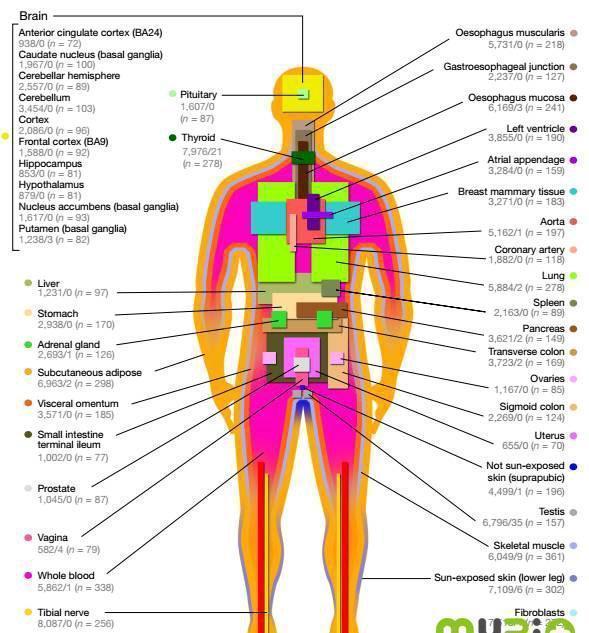 Brain
Anterior cingulate cortex (BA24)
938/0 (n = 72)
Caudate nucleus (basal ganglia)
1,967/0 (n = 100)
Cerebellar hemisphere
2,557/0 (n = 89)
Cerebellum
3,454/0 (n = 103)
Cortex
2,086/0 (n = 96)
Frontal cortex (BA9)
1,588/0 (n = 92)
Hippocampus
853/0 (n = 81)
Hypothalamus
879/0 (n = 81)
Nucleus accumbens (basal ganglia)
1,617/0 (n = 93)
Putamen (basal ganglia)
1,238/3 (n = 82)
Pituitary
1,607/0
(n = 87)
Thyroid
7,976/21
(n = 278)
Liver
1,231/0 (n = 97)
Stomach
2,938/0 (n = 170)
Adrenal gland
2,693/1 (n = 126)
Subcutaneous adipose
6,963/2 (n = 298)
Visceral omentum
3,571/0 (n = 185)
Small intestine
terminal ileum
1,002/0 (n = 77)
Prostate
1,045/0 (n = 87)
Vagina
582/4 (n = 79)
Whole blood
5,862/1 (n = 338)
Tibial nerve
8,087/0 (n = 256)
Oesophagus muscularis
5,731/0 (n = 218)
Gastroesophageal junction
2,237/0 (n = 127)
Oesophagus mucosa
6,169/3 (n = 241)
Left ventricle
3,855/0 (n = 190)
Atrial appendage
3,284/0 (n = 159)
Breast mammary tissue
3,271/0 (n = 183)
Aorta
5,162/1 (n = 197)
Coronary artery
1,882/0 (n = 118)
Lung
5,884/2 (n = 278)
Spleen
2,163/0 (n = 89)
Pancreas
3,621/2 (n = 149)
Transverse colon
3,723/2 (n = 169)
Ovaries
1,167/0 (n = 85)
Sigmoid colon
2,269/0 (n = 124)
Uterus
655/0 (n = 70)
Not sun-exposed
skin (suprapubic)
4,499/1 (n = 196)
Testis
6,796/35 (n = 157)
Skeletal muscle
6,049/9 (n = 361)
Sun-exposed skin (lower leg)
7,109/6 (n = 302)
Fibroblasts